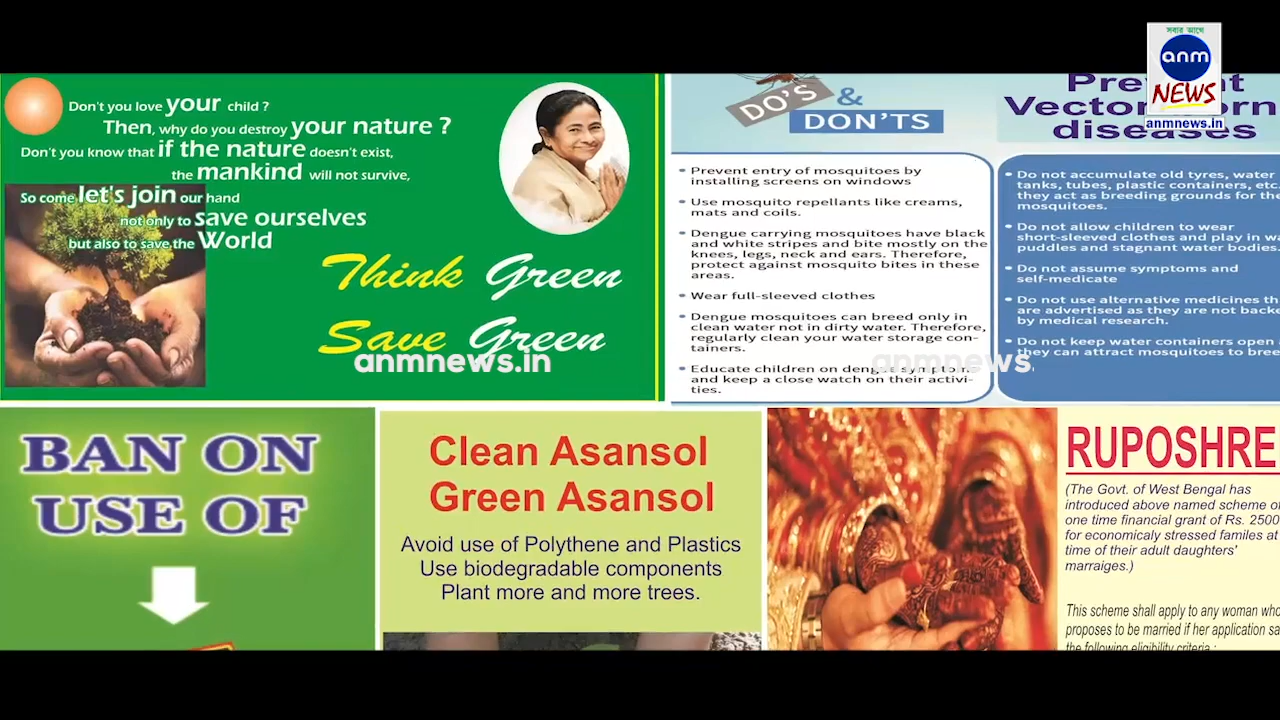 সবার আগে
anm
NEWS
anmnews.in
Don't you love your child ?
Then, why do you destroy your nature ?
Don't you know that if the nature doesn't exist,
the mankind will not survive,
So come let's join our hand
not only to save ourselves
but also to save the World
Think Green
Save Green
anmnews.in
DO'S &
DON'TS
• Prevent entry of mosquitoes by
installing screens on windows
• Use mosquito repellants like creams,
mats and coils.
• Dengue carrying mosquitoes have black
and white stripes and bite mostly on the
knees, legs, neck and ears. Therefore,
protect against mosquito bites in these
areas.
• Wear full-sleeved clothes
• Dengue mosquitoes can breed only in
clean water not in dirty water. Therefore,
regularly clean your water storage con-
tainers.
• Educate children on dengue symptoms
and keep a close watch on their activi-
ties.
anmnews.in
diseases
• Do not accumulate old tyres, water
tanks, tubes, plastic containers, etc.
they act as breeding grounds for the
mosquitoes.
• Do not allow children to wear
short-sleeved clothes and play in
puddles and stagnant water bodies.
• Do not assume symptoms and
self-medicate
• Do not use alternative medicines
are advertised as they are not
by medical research.
• Do not keep water containers open
they can attract mosquitoes to
BAN ON
USE OF
Clean Asansol
Green Asansol
Avoid use of Polythene and Plastics
Use biodegradable components
Plant more and more trees.
RUPOSHRE
(The Govt. of West Bengal has
introduced above named scheme of
one time financial grant of Rs. 2500
for economicaly stressed familes at
time of their adult daughters'
marraiges.)
This scheme shall apply to any woman who
proposes to be married if her application
the following eligibility criteria :